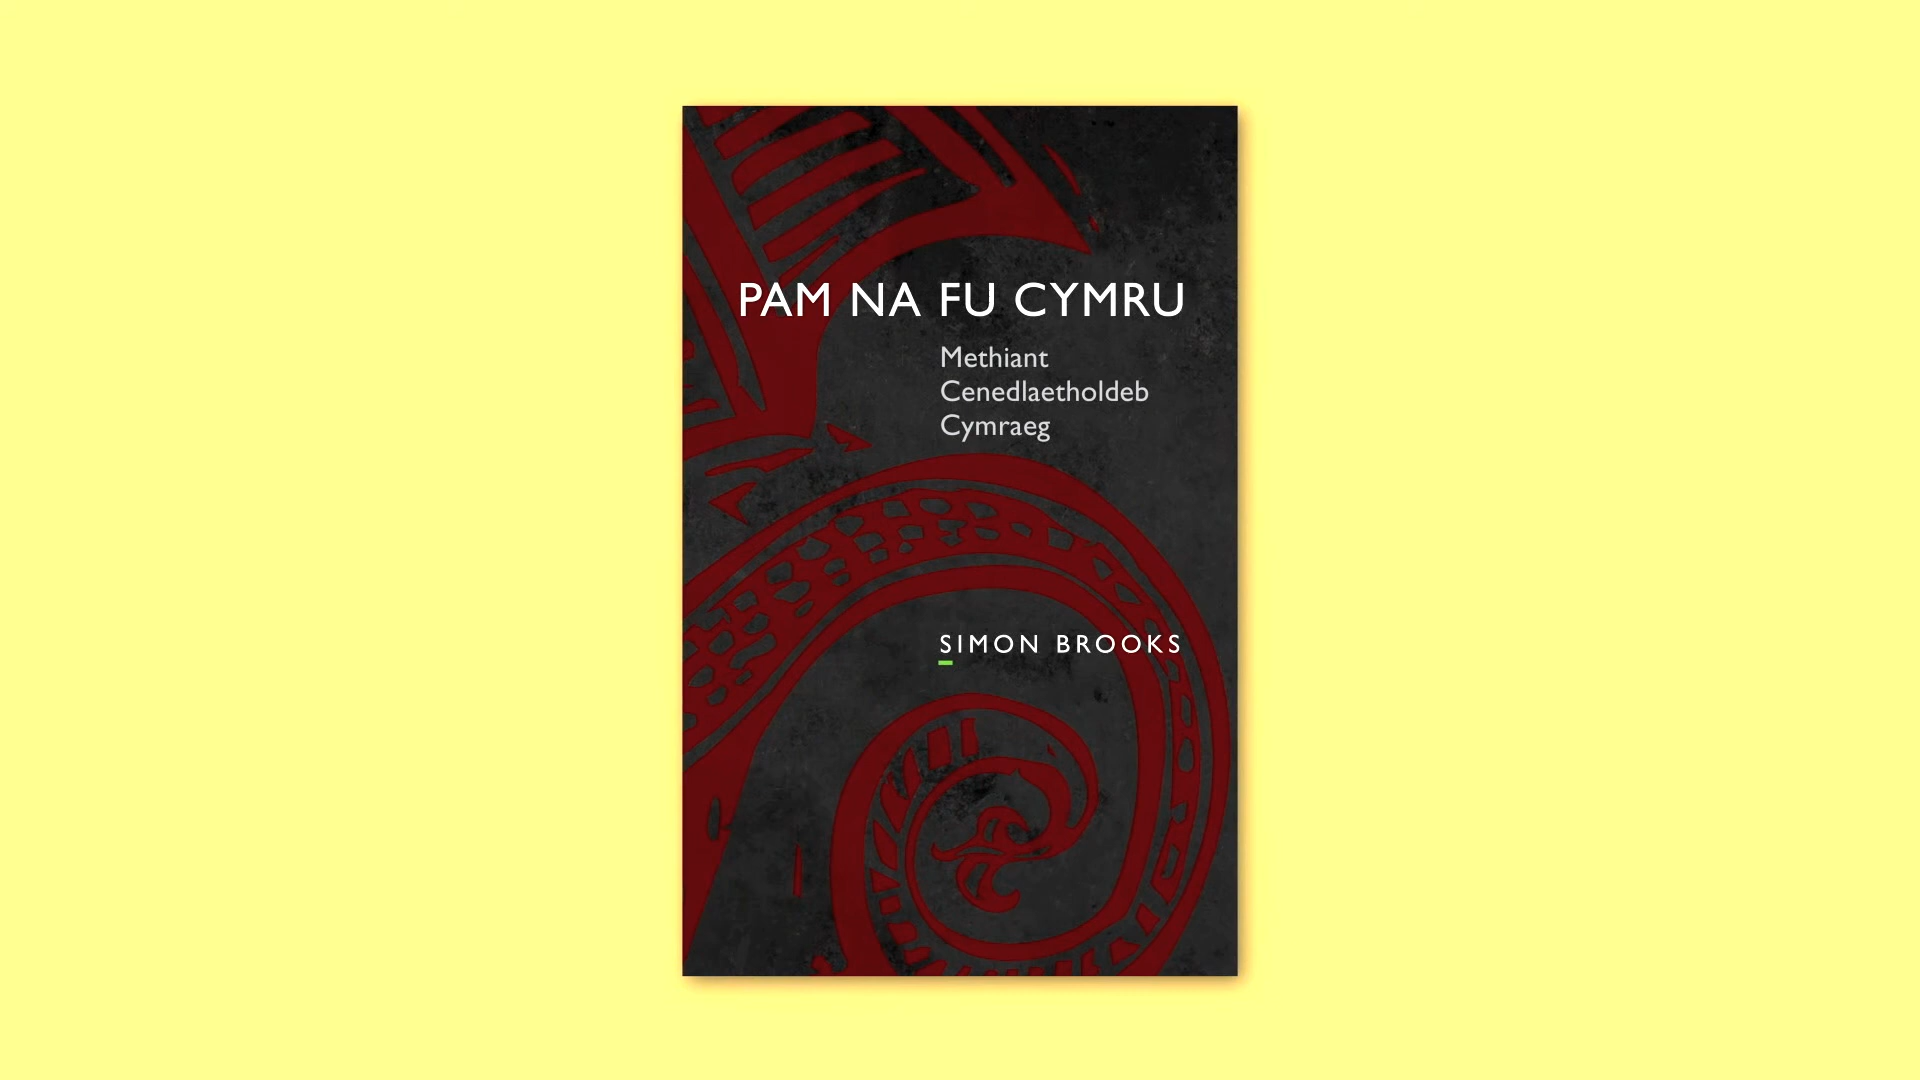 PAM NA FU CYMRU
Methiant
Cenedlaetholdeb
Cymraeg
SIMON BROOKS